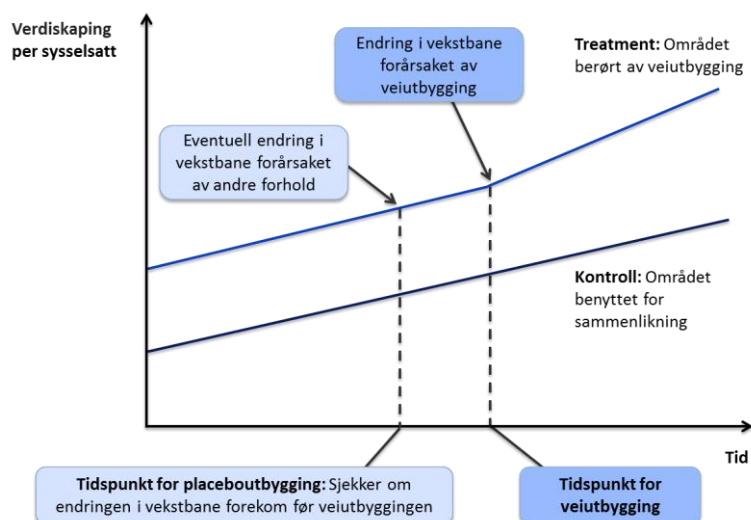 Verdiskaping
per sysselsatt
Endring i vekstbane
forårsaket av
veiutbygging
Treatment: Området
berørt av veiutbygging
Eventuell endring i
vekstbane forårsaket
av andre forhold
Kontroll: Området
benyttet for
sammenlikning
Tid
Tidspunkt for placeboutbygging: Sjekker om
endringen i vekstbane forekom før veiutbyggingen
Tidspunkt for
veiutbygging